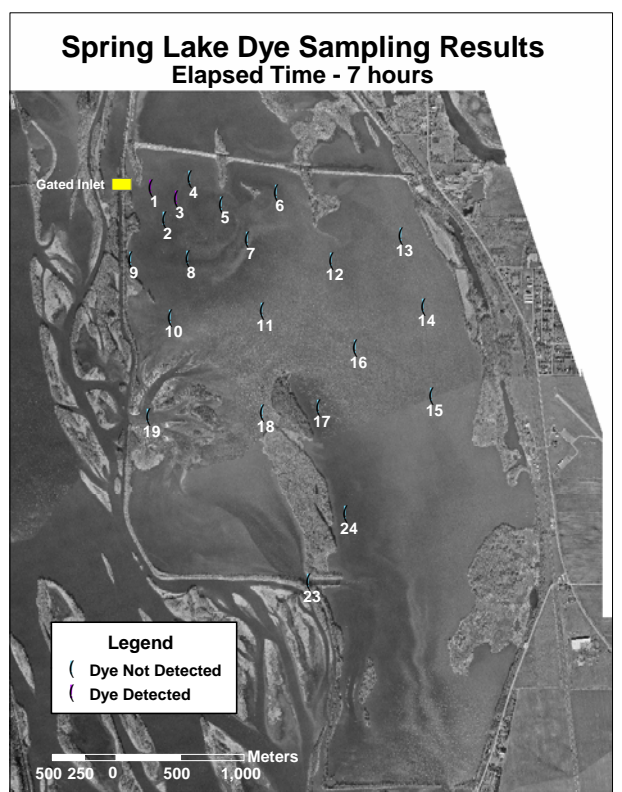 Spring Lake Dye Sampling Results
Elapsed Time - 7 hours
Gated Inlet
1
2
3
4
5
6
7
8
9
10
11
12
13
14
15
16
17
18
19
24
23
Legend
Dye Not Detected
Dye Detected
Meters
500 250 0 500 1,000